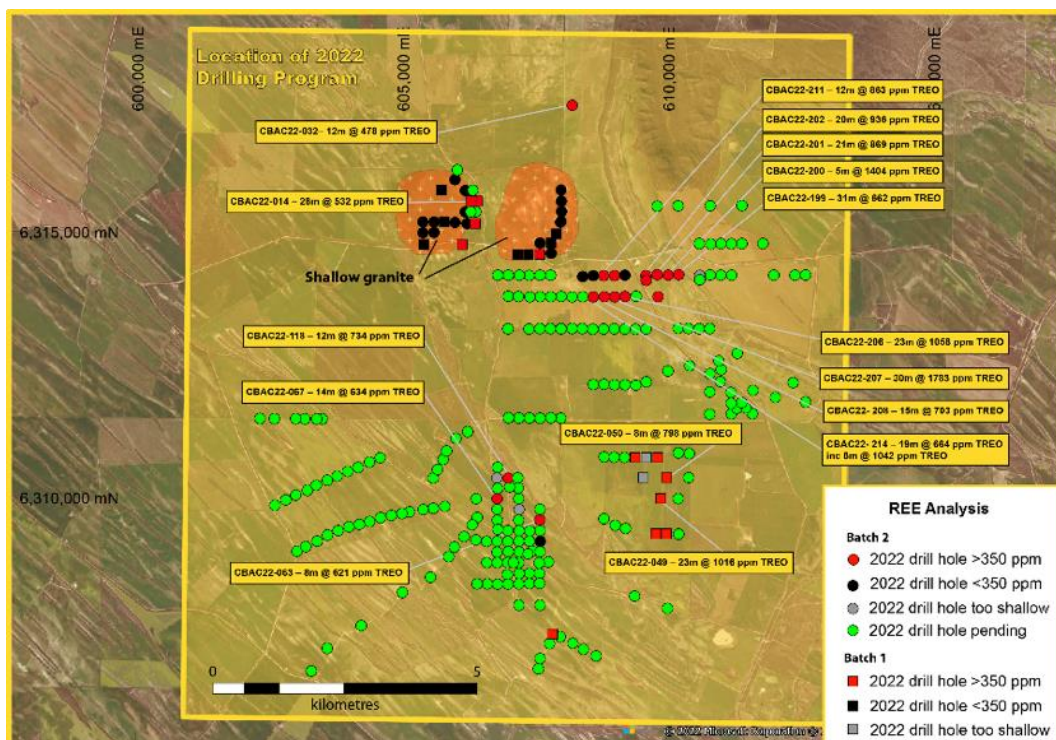 600,000 mE
605,000 mE
610,000 mE
000 mE
Location of 2022
Drilling Program
CBAC22-211 – 12m @ 863 ppm TREO
CBAC22-202 – 20m @ 936 ppm TREO
CBAC22-201 – 21m @ 869 ppm TREO
CBAC22-200 – 5m @ 1404 ppm TREO
CBAC22-199 – 31m @ 662 ppm TREO
CBAC22-032 – 12m @ 478 ppm TREO
CBAC22-014 – 28m @ 532 ppm TREO
6,315,000 mN
Shallow granite
CBAC22-118 – 12m @ 734 ppm TREO
CBAC22-206 – 23m @ 1058 ppm TREO
CBAC22-067 – 14m @ 634 ppm TREO
CBAC22-207 – 30m @ 1783 ppm TREO
CBAC22- 208 – 15m @ 703 ppm TREO
CBAC22-050 – 8m @ 798 ppm TREO
CBAC22- 214 – 19m @ 664 ppm TREO
inc 8m @ 1042 ppm TREO
6,310,000 mN
CBAC22-063 – 8m @ 621 ppm TREO
CBAC22-049 – 23m @ 1016 ppm TREO
0
5
kilometres
REE Analysis
Batch 2
2022 drill hole >350 ppm
2022 drill hole <350 ppm
2022 drill hole too shallow
2022 drill hole pending
Batch 1
2022 drill hole >350 ppm
2022 drill hole <350 ppm
2022 drill hole too shallow
© 2022 Microsoft Corporation